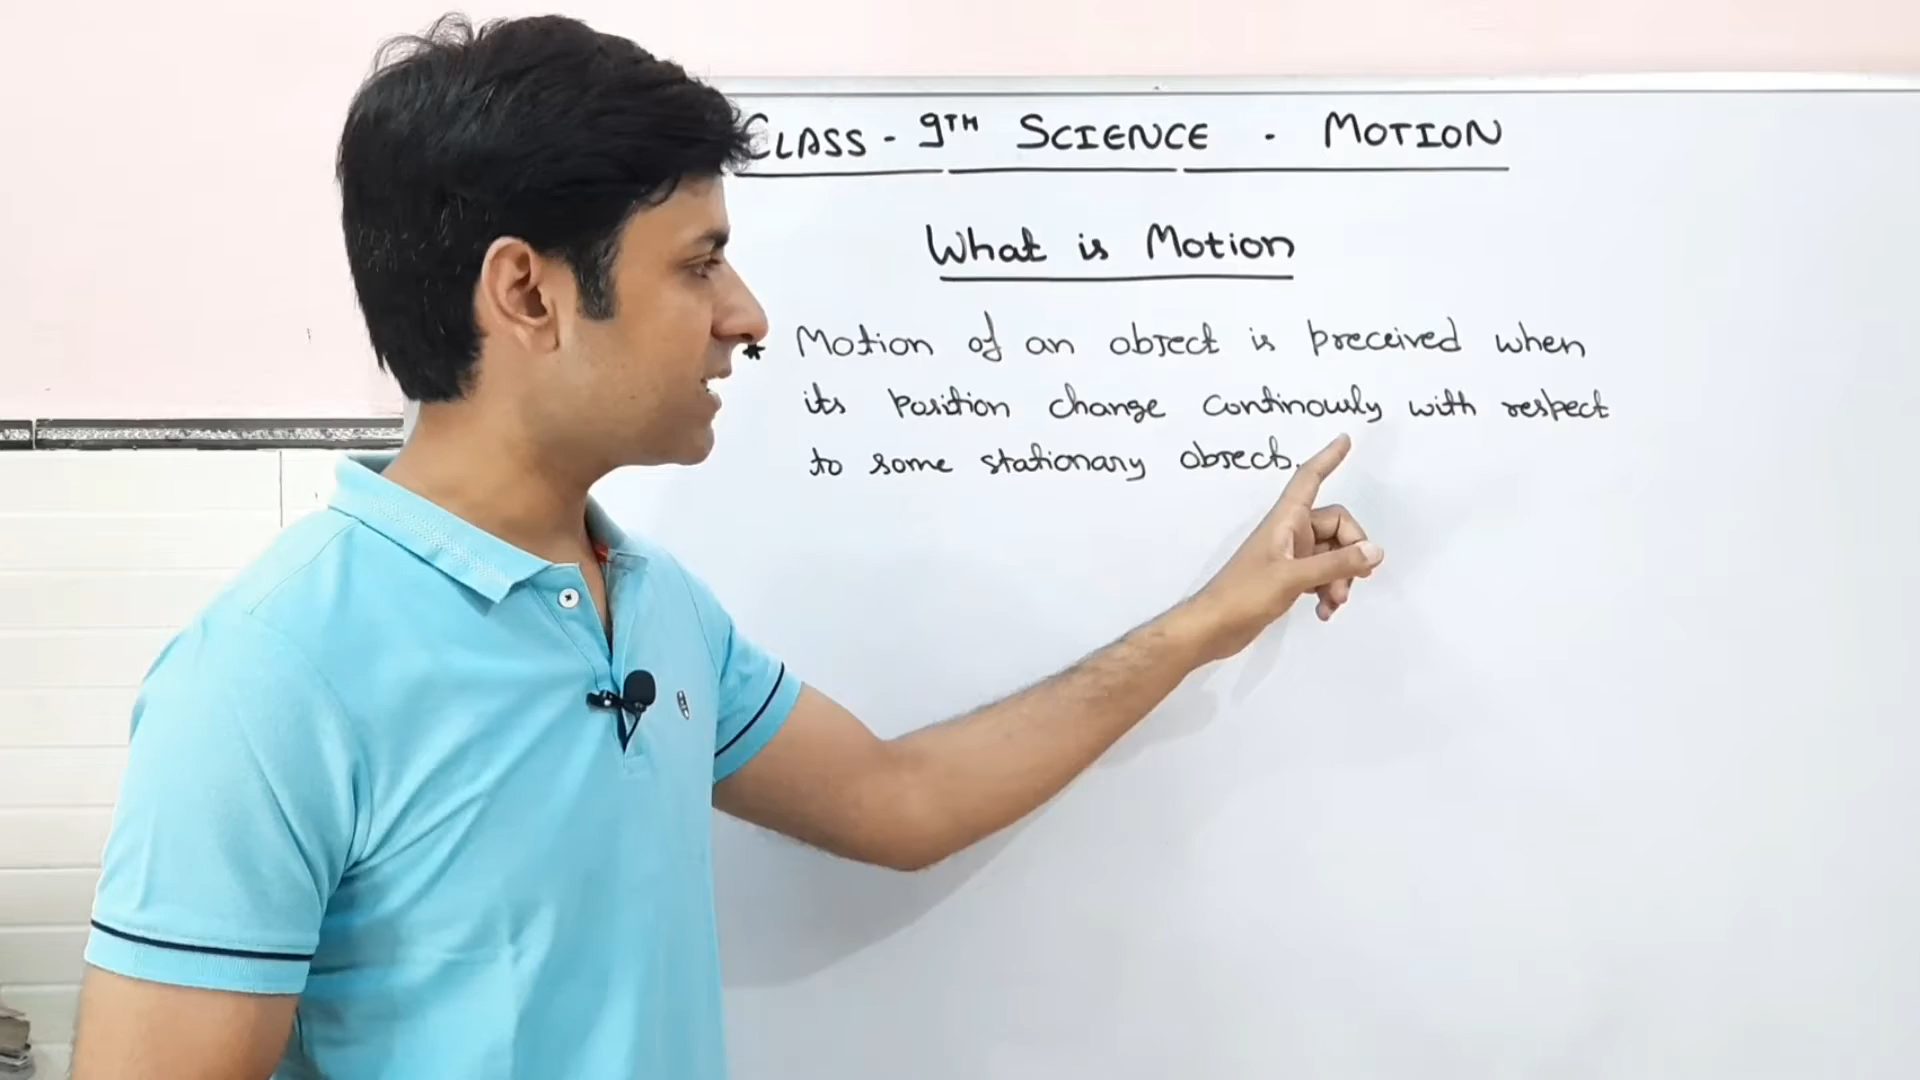 CLASS - 9TH SCIENCE - MOTION
What is Motion
* Motion of an object is preceived when
its position change continously with respect
to some stationary objects.